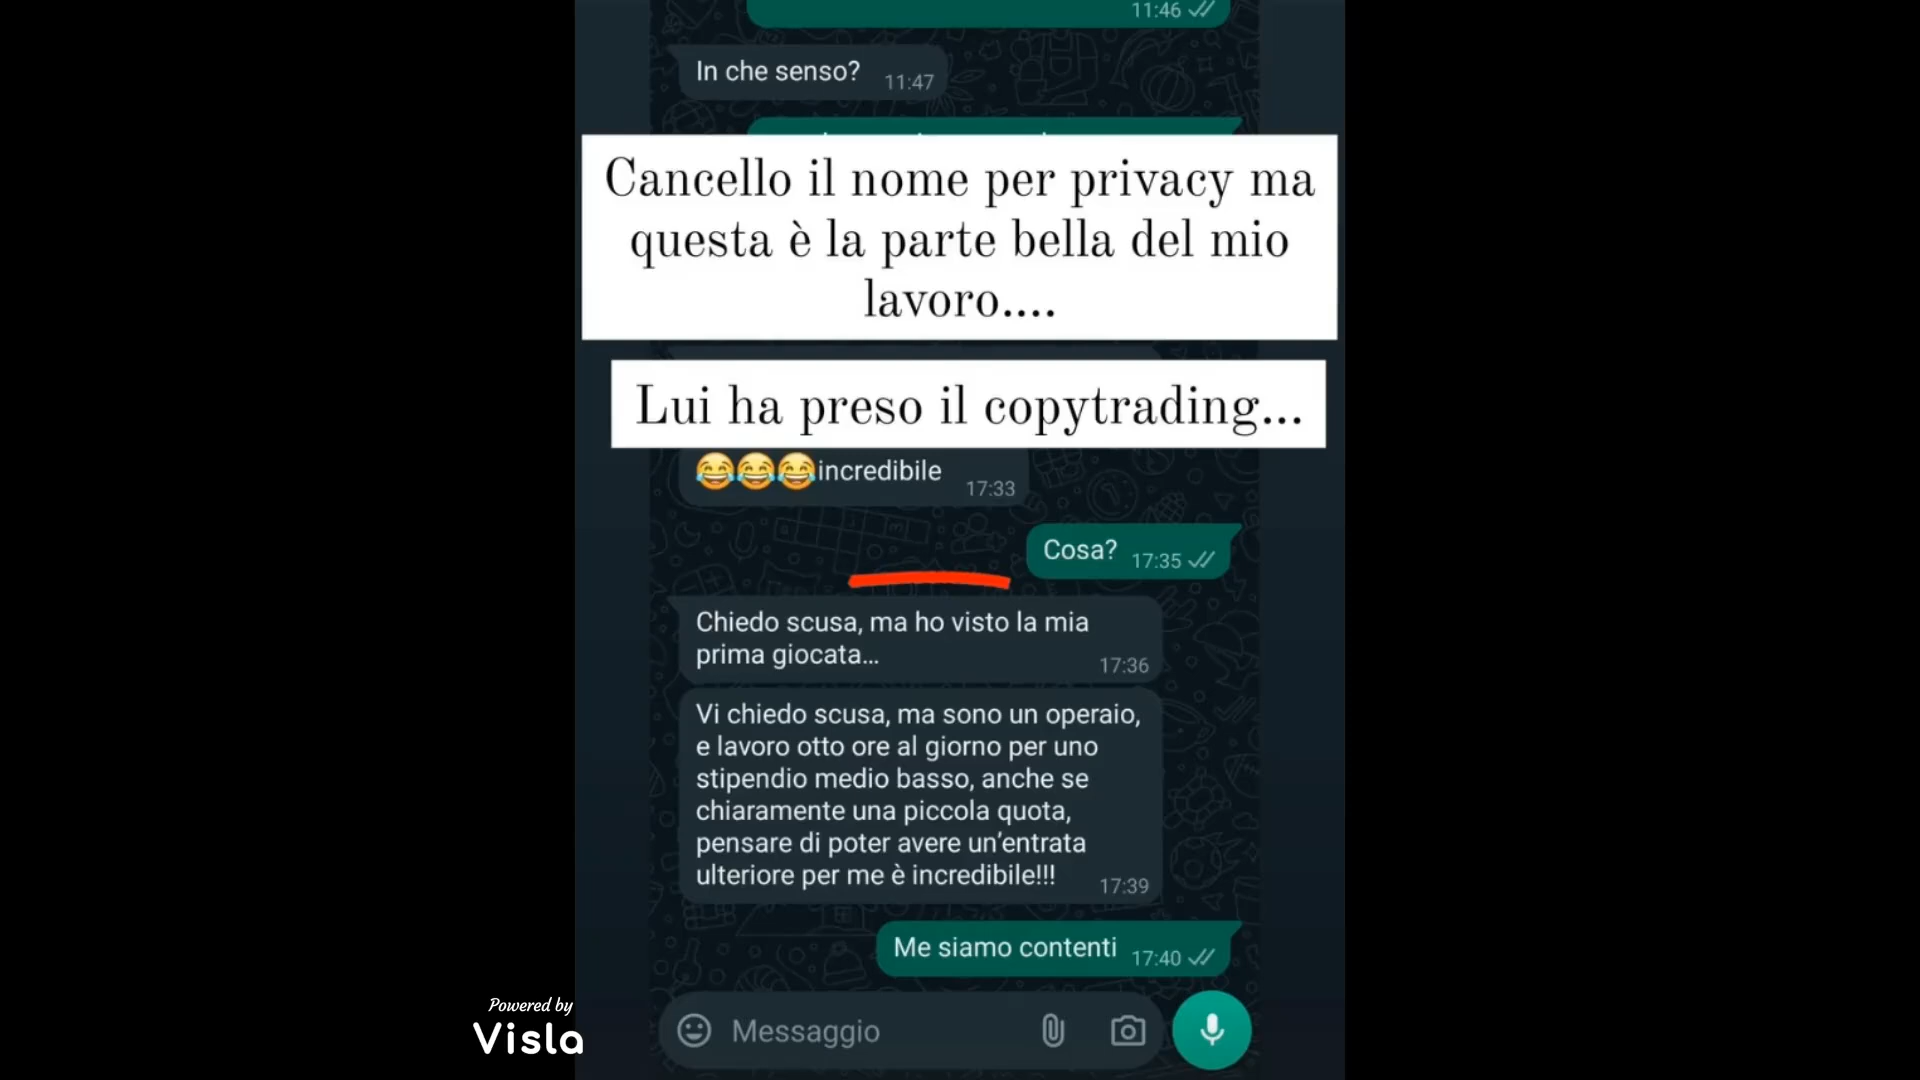 11:46
In che senso? 11:47
Cancello il nome per privacy ma
questa è la parte bella del mio
lavoro....
Lui ha preso il copytrading...
😂😂😂incredibile 17:33
Cosa? 17:35
Chiedo scusa, ma ho visto la mia
prima giocata… 17:36
Vi chiedo scusa, ma sono un operaio,
e lavoro otto ore al giorno per uno
stipendio medio basso, anche se
chiaramente una piccola quota,
pensare di poter avere un’entrata
ulteriore per me è incredibile!!! 17:39
Me siamo contenti 17:40
Messaggio
Powered by
Visla